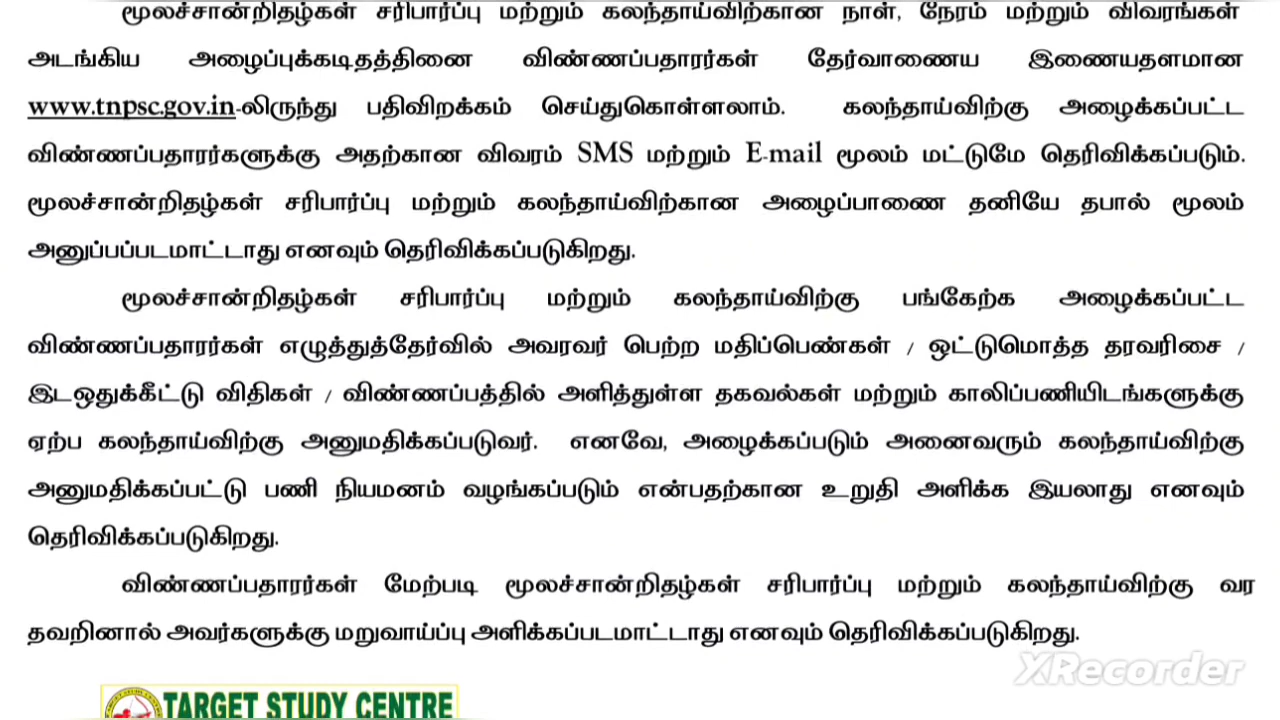 மூலச்சான்றிதழ்கள் சரிபார்ப்பு மற்றும் கலந்தாய்விற்கான நாள், நேரம் மற்றும் விவரங்கள்
அடங்கிய அழைப்புக்கடிதத்தினை விண்ணப்பதாரர்கள் தேர்வாணைய இணையதளமான
www.tnpsc.gov.in-லிருந்து பதிவிறக்கம் செய்துகொள்ளலாம். கலந்தாய்விற்கு அழைக்கப்பட்ட
விண்ணப்பதாரர்களுக்கு அதற்கான விவரம் SMS மற்றும் E-mail மூலம் மட்டுமே தெரிவிக்கப்படும்.
மூலச்சான்றிதழ்கள் சரிபார்ப்பு மற்றும் கலந்தாய்விற்கான அழைப்பாணை தனியே தபால் மூலம்
அனுப்பப்படமாட்டாது எனவும் தெரிவிக்கப்படுகிறது.
மூலச்சான்றிதழ்கள் சரிபார்ப்பு மற்றும் கலந்தாய்விற்கு பங்கேற்க அழைக்கப்பட்ட
விண்ணப்பதாரர்கள் எழுத்துத்தேர்வில் அவரவர் பெற்ற மதிப்பெண்கள் / ஒட்டுமொத்த தரவரிசை /
இடஒதுக்கீட்டு விதிகள் / விண்ணப்பத்தில் அளித்துள்ள தகவல்கள் மற்றும் காலிப்பணியிடங்களுக்கு
ஏற்ப கலந்தாய்விற்கு அனுமதிக்கப்படுவர். எனவே, அழைக்கப்படும் அனைவரும் கலந்தாய்விற்கு
அனுமதிக்கப்பட்டு பணி நியமனம் வழங்கப்படும் என்பதற்கான உறுதி அளிக்க இயலாது எனவும்
தெரிவிக்கப்படுகிறது.
விண்ணப்பதாரர்கள் மேற்படி மூலச்சான்றிதழ்கள் சரிபார்ப்பு மற்றும் கலந்தாய்விற்கு வர
தவறினால் அவர்களுக்கு மறுவாய்ப்பு அளிக்கப்படமாட்டாது எனவும் தெரிவிக்கப்படுகிறது.
XRecorder
TARGET STUDY CENTRE